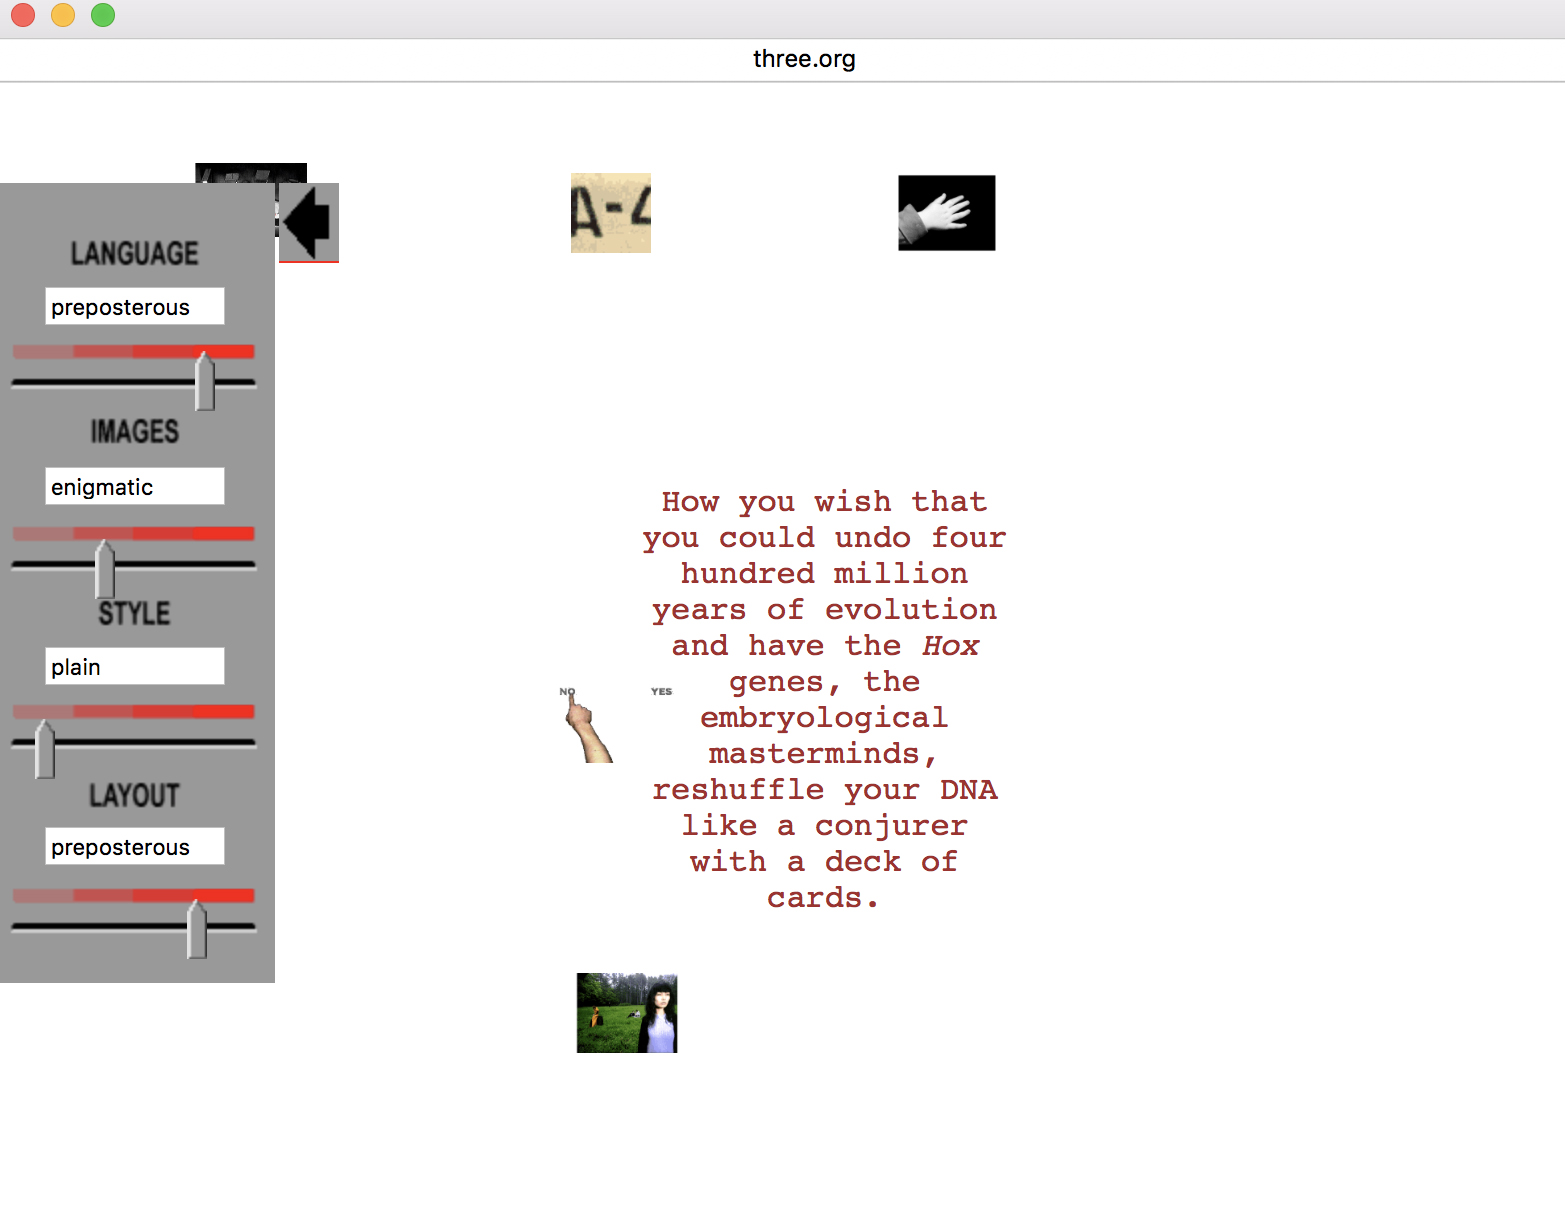 three.org
LANGUAGE
preposterous
IMAGES
enigmatic
STYLE
plain
LAYOUT
preposterous
A-4
How you wish that
you could undo four
hundred million
years of evolution
and have the Hox
genes, the
embryological
masterminds,
reshuffle your DNA
like a conjurer
with a deck of
cards.
NO
YES